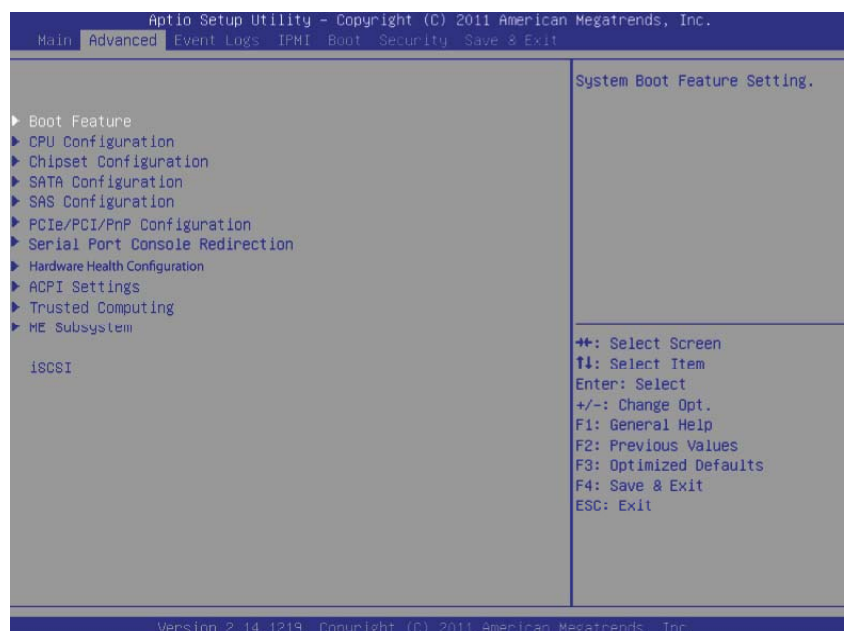 Aptio Setup Utility – Copyright (C) 2011 American Megatrends, Inc.
Main Advanced Event Logs IPMI Boot Security Save & Exit
System Boot Feature Setting.
Boot Feature
CPU Configuration
Chipset Configuration
SATA Configuration
SAS Configuration
PCIe/PCI/PnP Configuration
Serial Port Console Redirection
Hardware Health Configuration
ACPI Settings
Trusted Computing
ME Subsystem
iSCSI
→←: Select Screen
↑↓: Select Item
Enter: Select
+/-: Change Opt.
F1: General Help
F2: Previous Values
F3: Optimized Defaults
F4: Save & Exit
ESC: Exit
Version 2.14.1219. Copyright (C) 2011 American Megatrends, Inc.